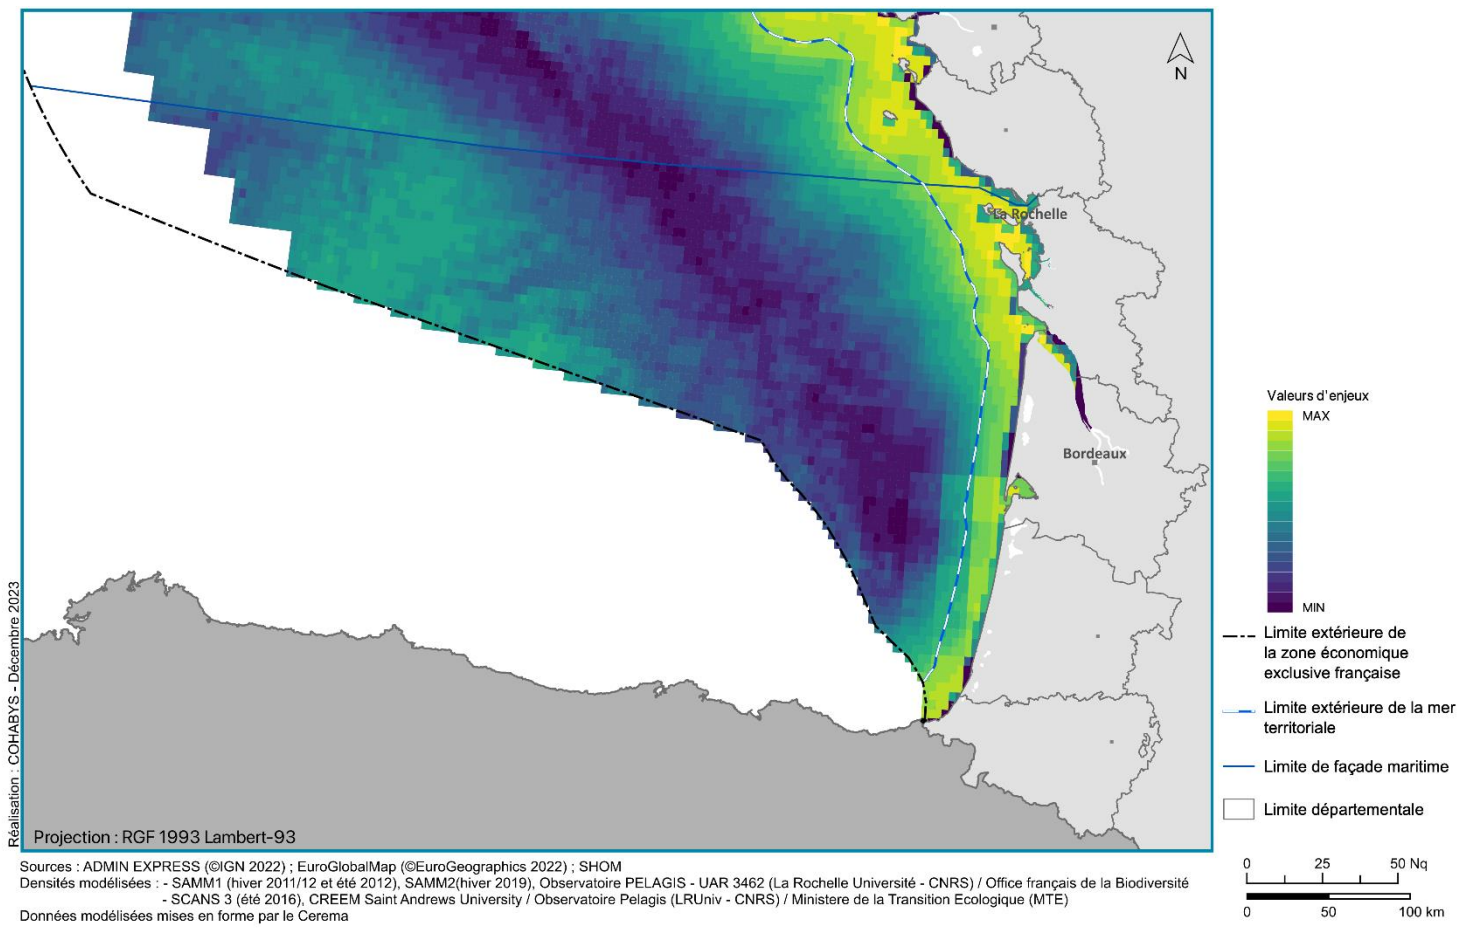 N
La Rochelle
Bordeaux
Valeurs d'enjeux
MAX
MIN
Limite extérieure de
la zone économique
exclusive française
Limite extérieure de la mer
territoriale
Limite de façade maritime
Limite départementale
0 25 50 Nq
0 50 100 km
Réalisation : COHABYS - Décembre 2023
Projection : RGF 1993 Lambert-93
Sources : ADMIN EXPRESS (©IGN 2022) ; EuroGlobalMap (©EuroGeographics 2022) ; SHOM
Densités modélisées : - SAMM1 (hiver 2011/12 et été 2012), SAMM2(hiver 2019), Observatoire PELAGIS - UAR 3462 (La Rochelle Université - CNRS) / Office français de la Biodiversité
- SCANS 3 (été 2016), CREEM Saint Andrews University / Observatoire Pelagis (LRUniv - CNRS) / Ministere de la Transition Ecologique (MTE)
Données modélisées mises en forme par le Cerema